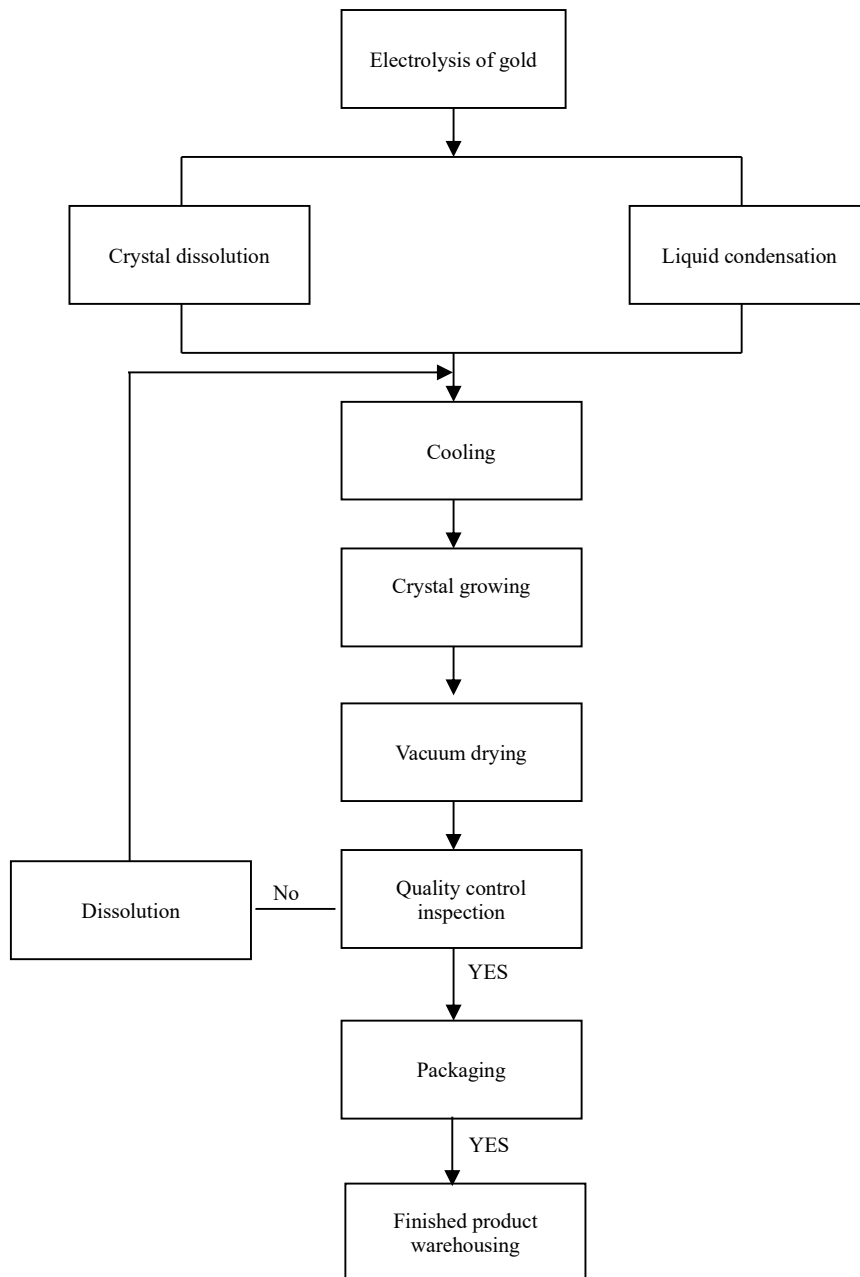 Electrolysis of gold
Crystal dissolution
Liquid condensation
Cooling
Crystal growing
Vacuum drying
Quality control
inspection
No
Dissolution
YES
Packaging
YES
Finished product
warehousing